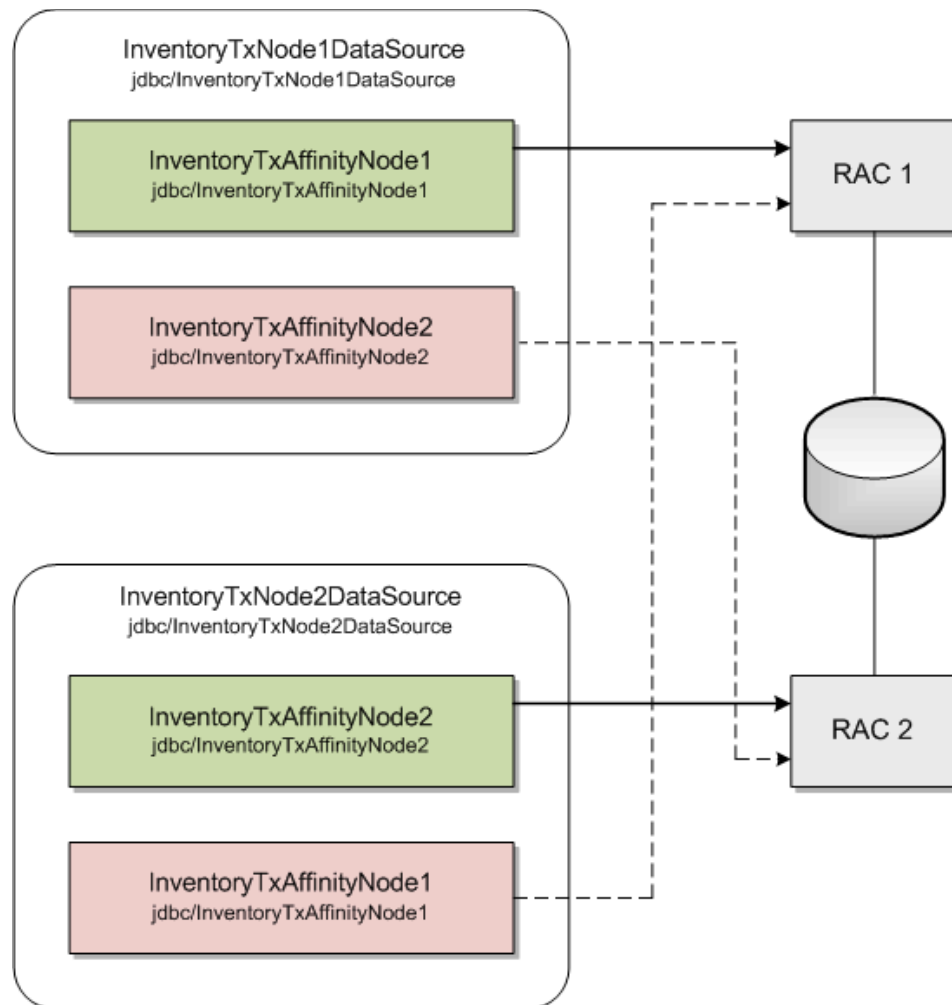 InventoryTxNode1DataSource
jdbc/InventoryTxNode1DataSource
InventoryTxAffinityNode1
jdbc/InventoryTxAffinityNode1
RAC 1
InventoryTxAffinityNode2
jdbc/InventoryTxAffinityNode2
InventoryTxNode2DataSource
jdbc/InventoryTxNode2DataSource
InventoryTxAffinityNode2
jdbc/InventoryTxAffinityNode2
RAC 2
InventoryTxAffinityNode1
jdbc/InventoryTxAffinityNode1